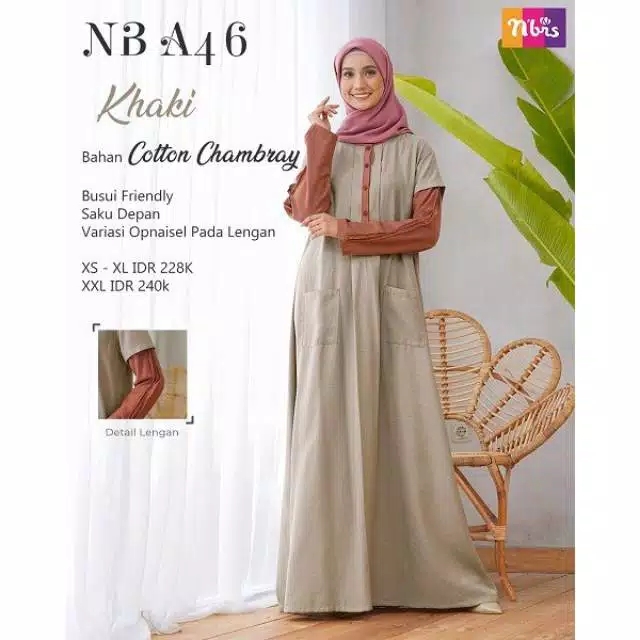 NB A46
Nbrs
Khaki
Bahan Cotton Chambray
Busui Friendly
Saku Depan
Variasi Opnaisel Pada Lengan
XS - XL IDR 228K
XXL IDR 240k
Detail Lengan